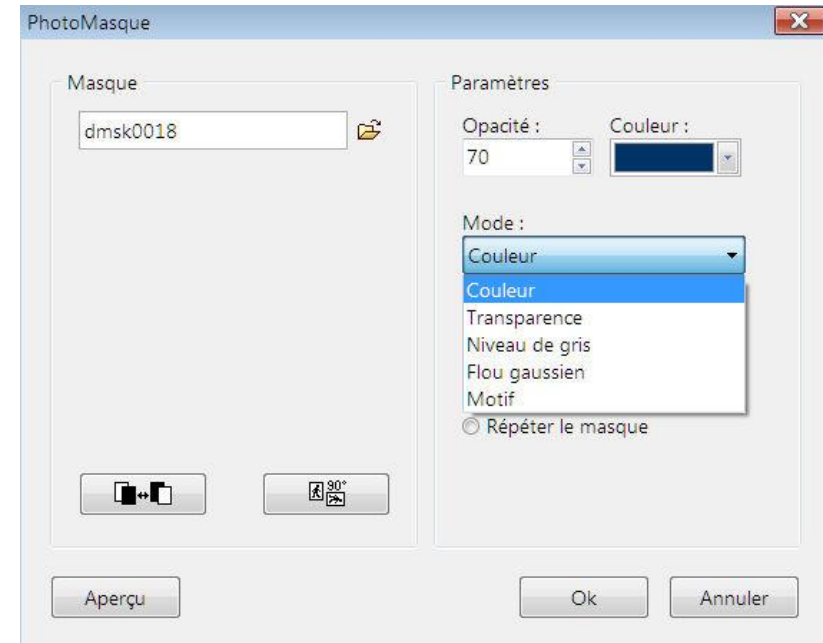 PhotoMasque
Masque
dmsk0018
Paramètres
Opacité :
Couleur :
70
Mode :
Couleur
Couleur
Transparence
Niveau de gris
Flou gaussien
Motif
Répéter le masque
90°
Aperçu
Ok
Annuler